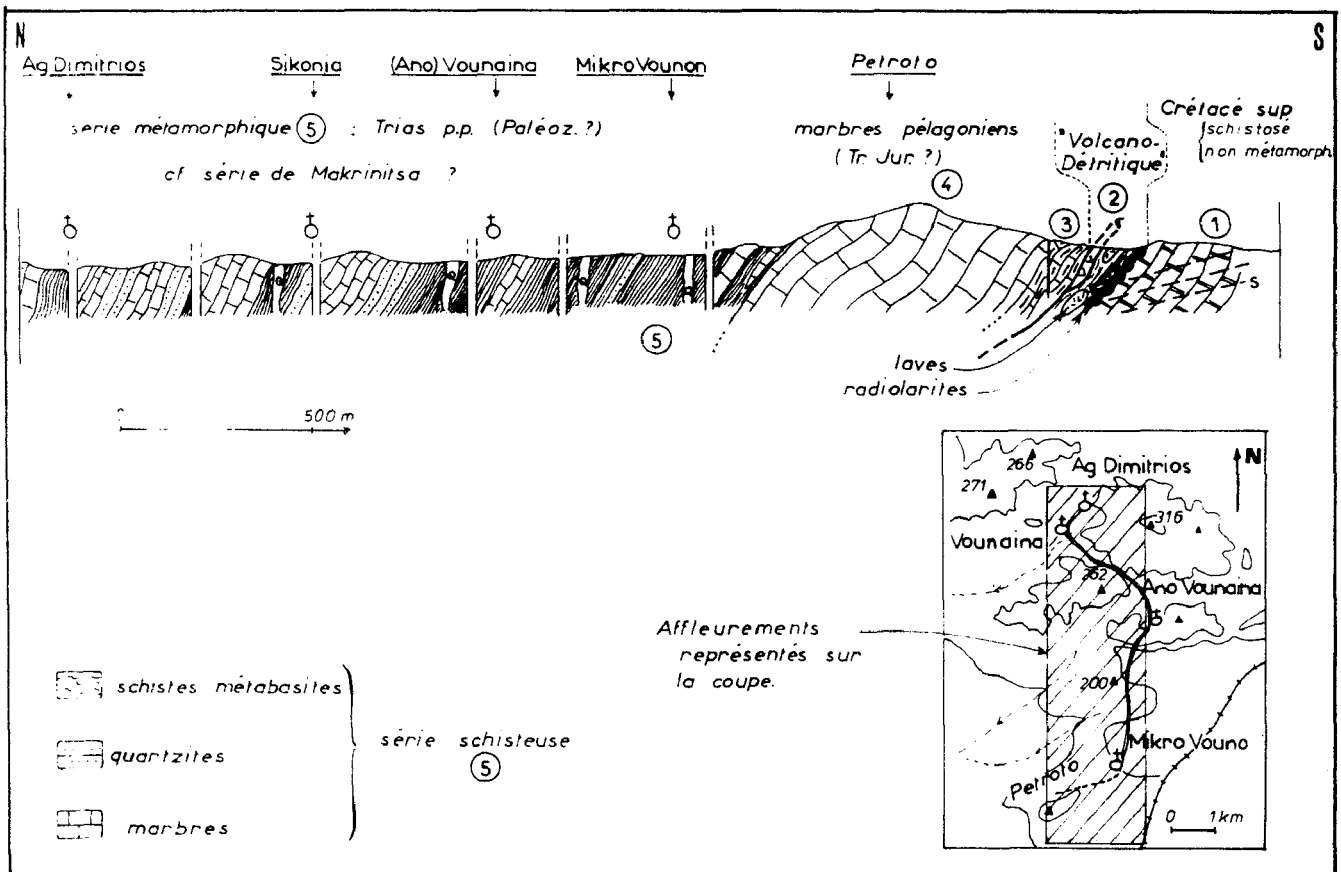 N
S
Ag Dimitrios
Sikonia
(Ano) Vounaina
Mikro Vounon
Petroto
série métamorphique 5 : Trias p.p. (Paléoz. ?)
cf série de Makrinitsa ?
marbres pélagoniens
(Tr. Jur. ?)
4
"Volcano-
Détritique"
Crétacé sup
schistosé
non métamorph.
3
2
1
S
5
laves
radiolarites
500 m
Ag Dimitrios
N
266
271
316
Vounaina
262
Ano Vounaina
200
Mikro Vouno
Petroto
0 1km
Affleurements
représentés sur
la coupe.
schistes métabasites
quartzites
marbres
série schisteuse
5